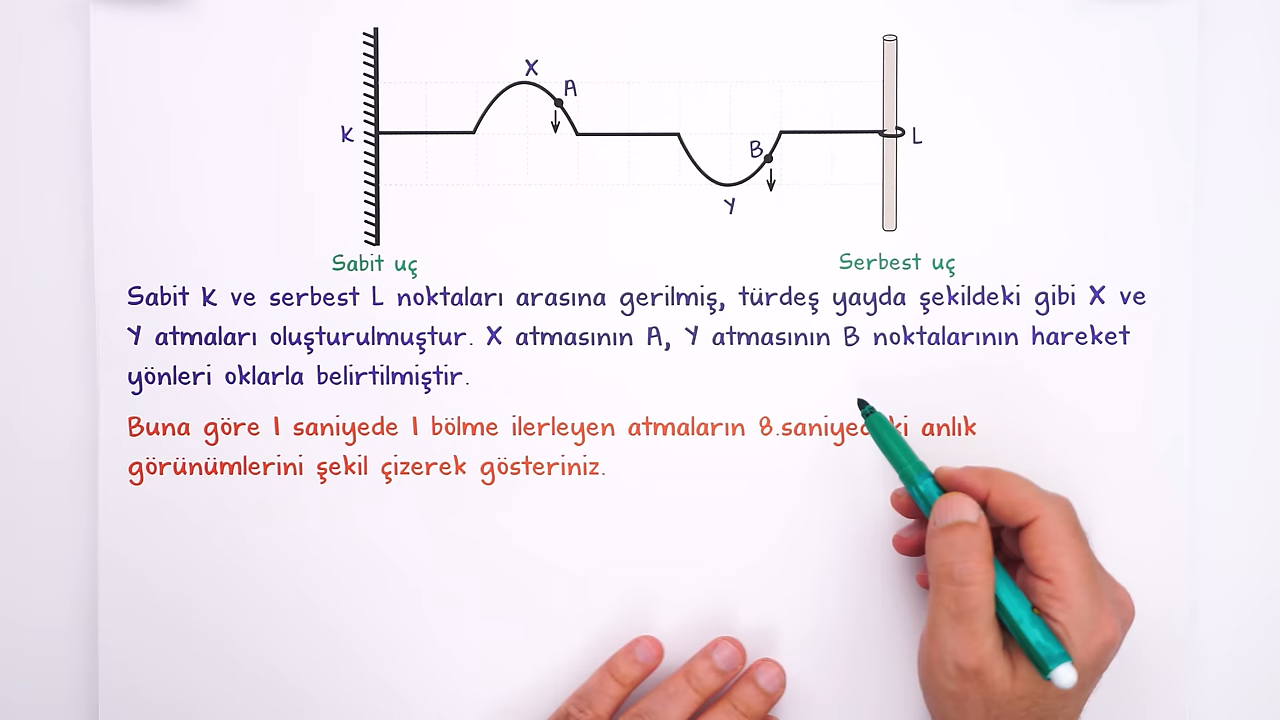 X
A
K
B
L
Y
Sabit uç
Serbest uç
Sabit K ve serbest L noktaları arasına gerilmiş, türdeş yayda şekildeki gibi X ve
Y atmaları oluşturulmuştur. X atmasının A, Y atmasının B noktalarının hareket
yönleri oklarla belirtilmiştir.
Buna göre 1 saniyede 1 bölme ilerleyen atmaların anlık
görünümlerini şekil çizerek gösteriniz.